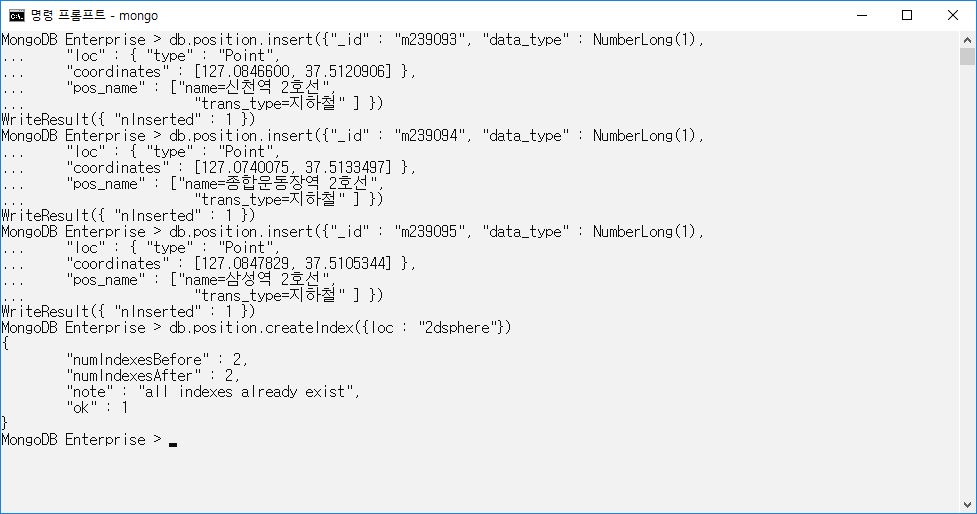 명령 프롬프트 - mongo
MongoDB Enterprise > db.position.insert({"_id" : "m239093", "data_type" : NumberLong(1),
...     "loc" : { "type" : "Point",
...     "coordinates" : [127.0846600, 37.5120906] },
...     "pos_name" : ["name=신천역 2호선",
...                     "trans_type=지하철" ] })
WriteResult({ "nInserted" : 1 })
MongoDB Enterprise > db.position.insert({"_id" : "m239094", "data_type" : NumberLong(1),
...     "loc" : { "type" : "Point",
...     "coordinates" : [127.0740075, 37.5133497] },
...     "pos_name" : ["name=종합운동장역 2호선",
...                     "trans_type=지하철" ] })
WriteResult({ "nInserted" : 1 })
MongoDB Enterprise > db.position.insert({"_id" : "m239095", "data_type" : NumberLong(1),
...     "loc" : { "type" : "Point",
...     "coordinates" : [127.0847829, 37.5105344] },
...     "pos_name" : ["name=삼성역 2호선",
...                     "trans_type=지하철" ] })
WriteResult({ "nInserted" : 1 })
MongoDB Enterprise > db.position.createIndex({loc : "2dsphere"})
{
        "numIndexesBefore" : 2,
        "numIndexesAfter" : 2,
        "note" : "all indexes already exist",
        "ok" : 1
}
MongoDB Enterprise >